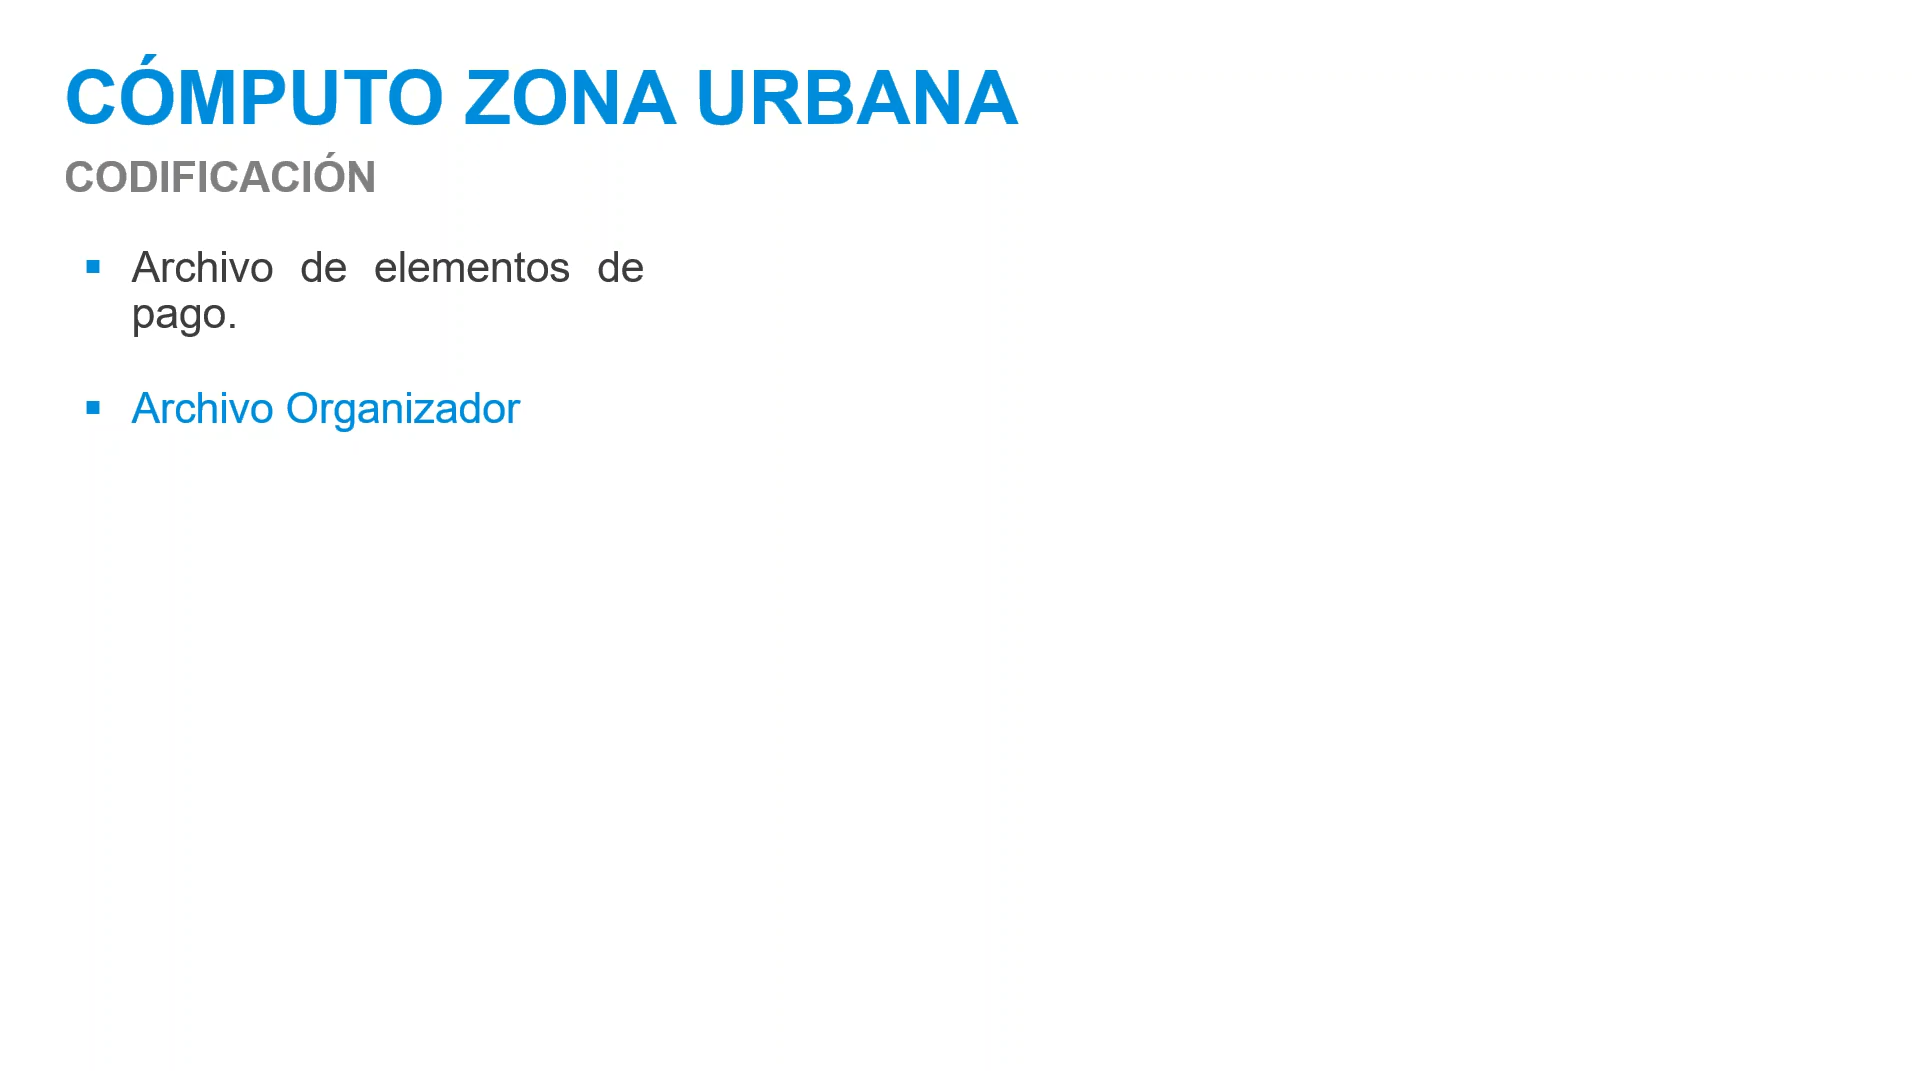 CÓMPUTO ZONA URBANA
CODIFICACIÓN
▪ Archivo de elementos de
pago.
▪ Archivo Organizador